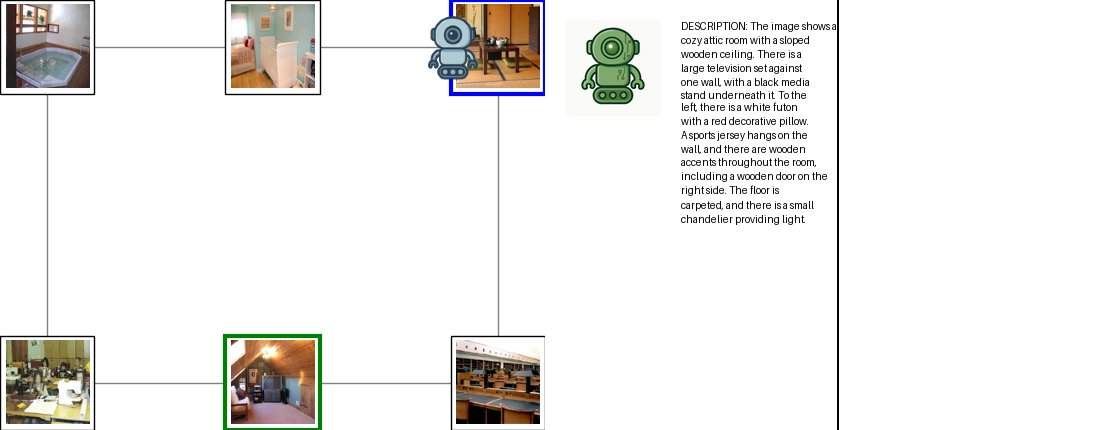 DESCRIPTION: The image shows a
cozy attic room with a sloped
wooden ceiling. There is a
large television set against
one wall, with a black media
stand underneath it. To the
left, there is a white futon
with a red decorative pillow.
A sports jersey hangs on the
wall, and there are wooden
accents throughout the room,
including a wooden door on the
right side. The floor is
carpeted, and there is a small
chandelier providing light.